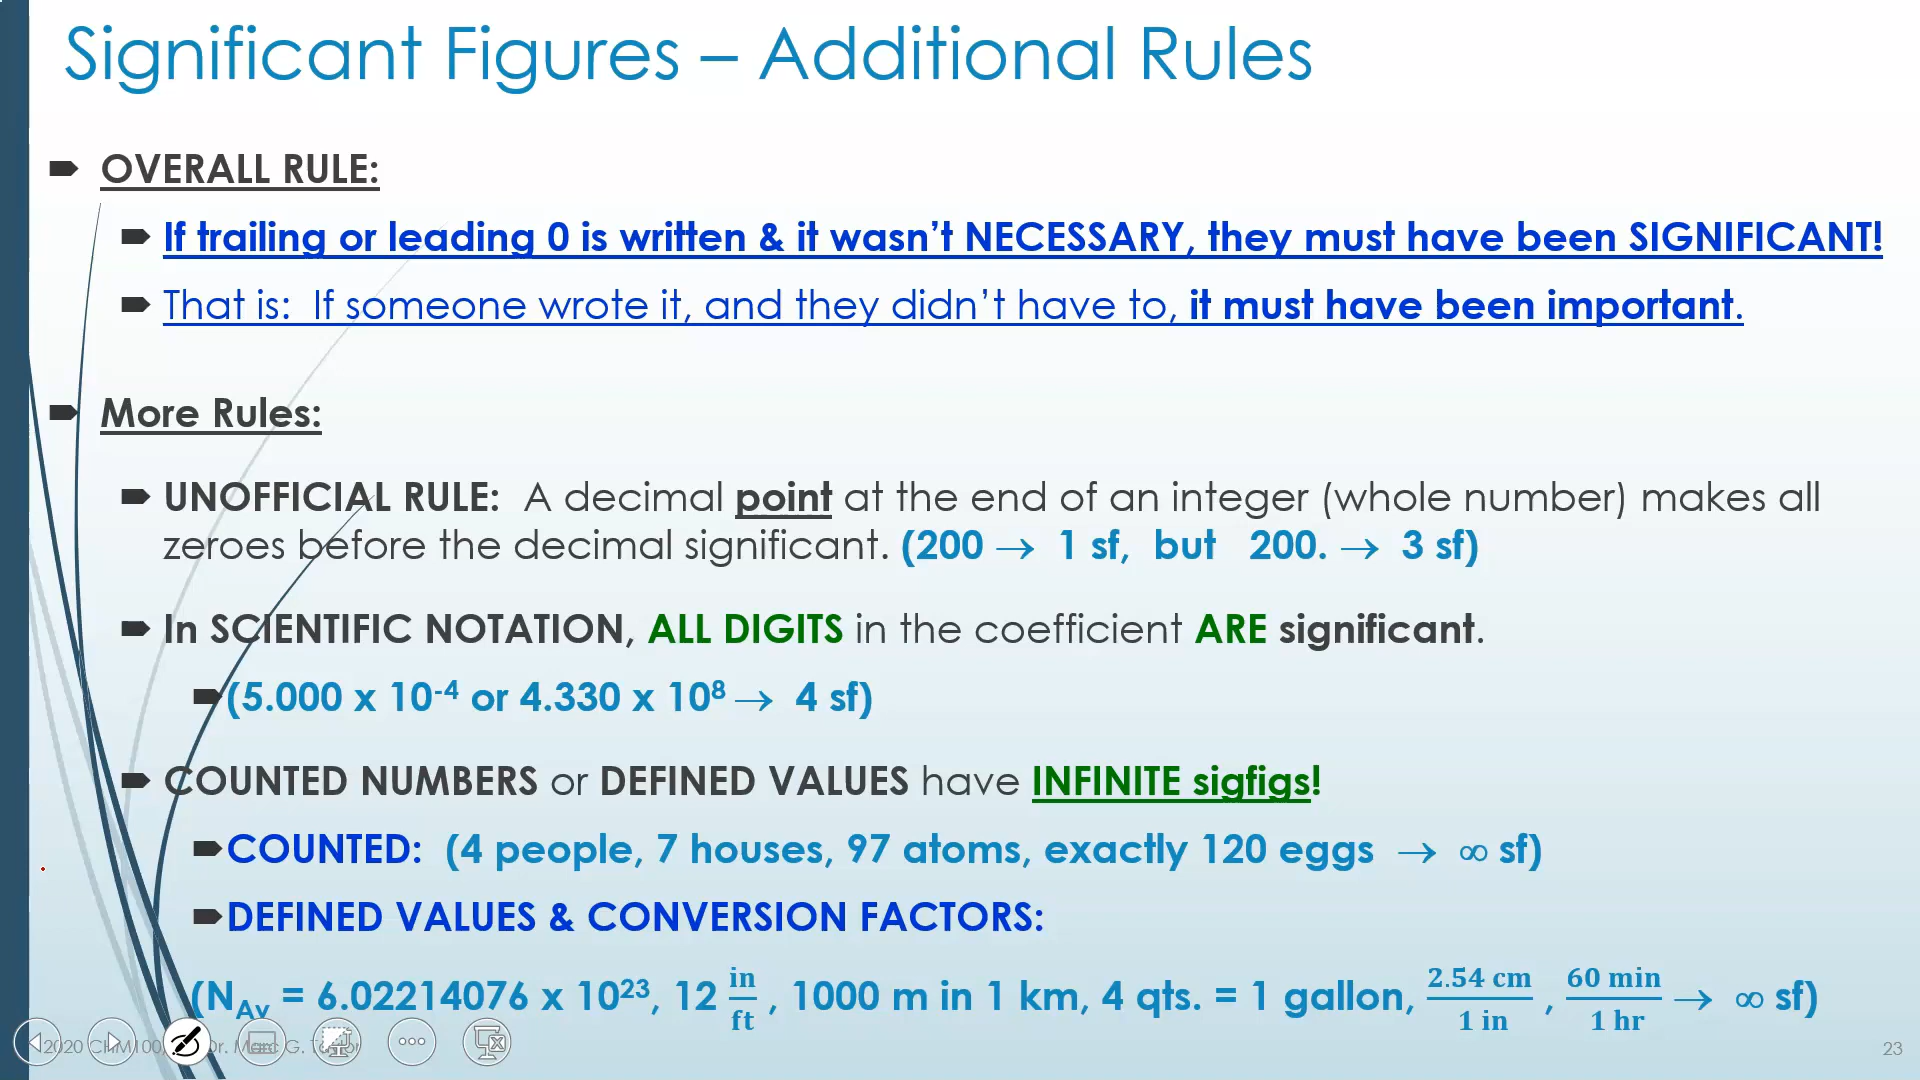 Significant Figures – Additional Rules
OVERALL RULE:
If trailing or leading 0 is written & it wasn’t NECESSARY, they must have been SIGNIFICANT!
That is:  If someone wrote it, and they didn’t have to, it must have been important.
More Rules:
UNOFFICIAL RULE:  A decimal point at the end of an integer (whole number) makes all
zeroes before the decimal significant. (200 →  1 sf,  but   200. →  3 sf)
In SCIENTIFIC NOTATION, ALL DIGITS in the coefficient ARE significant.
(5.000 x 10⁻⁴ or 4.330 x 10⁸ →  4 sf)
COUNTED NUMBERS or DEFINED VALUES have INFINITE sigfigs!
COUNTED:  (4 people, 7 houses, 97 atoms, exactly 120 eggs  →  ∞ sf)
DEFINED VALUES & CONVERSION FACTORS:
(N_Av = 6.02214076 x 10²³, 12 in/ft , 1000 m in 1 km, 4 qts. = 1 gallon, 2.54 cm/1 in , 60 min/1 hr →  ∞ sf)
2020 CHM100, Dr. Marc G.
23